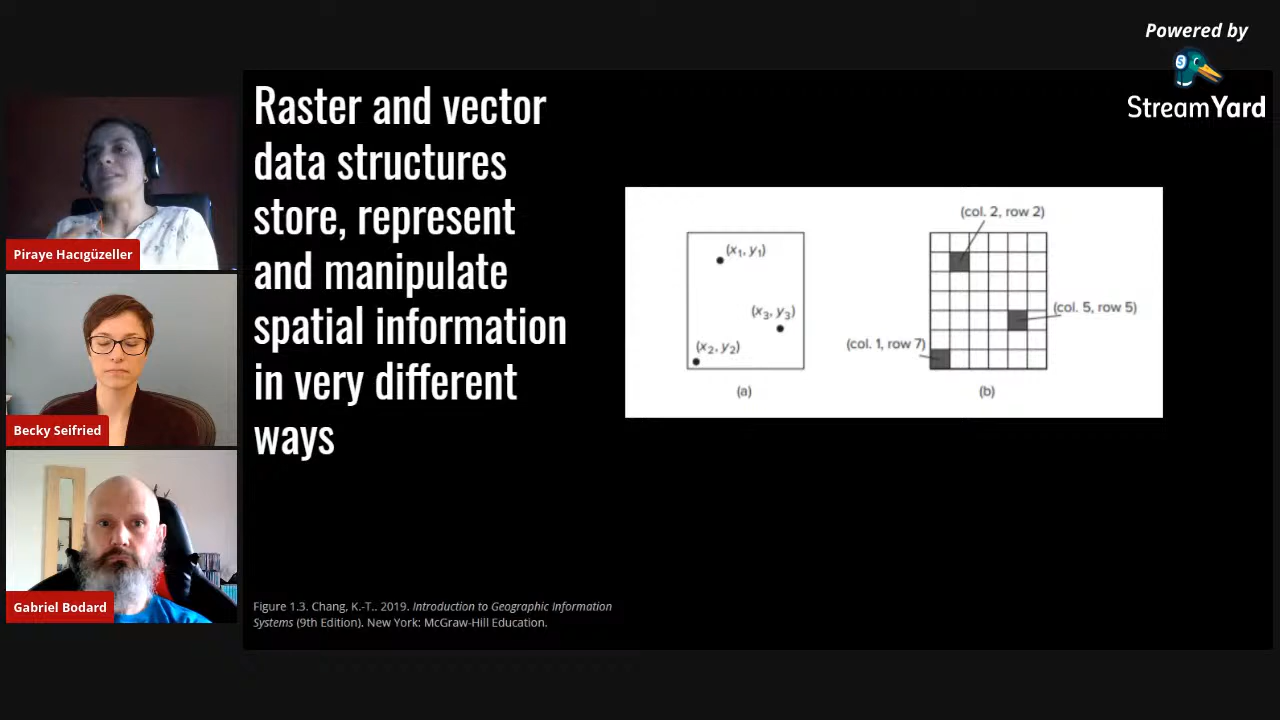 Powered by
StreamYard
Raster and vector
data structures
store, represent
and manipulate
spatial information
in very different
ways
(x₁, y₁)
(x₃, y₃)
(x₂, y₂)
(a)
(col. 2, row 2)
(col. 5, row 5)
(col. 1, row 7)
(b)
Piraye Hacıgüzeller
Becky Seifried
Gabriel Bodard
Figure 1.3. Chang, K.-T.. 2019. Introduction to Geographic Information
Systems (9th Edition). New York: McGraw-Hill Education.